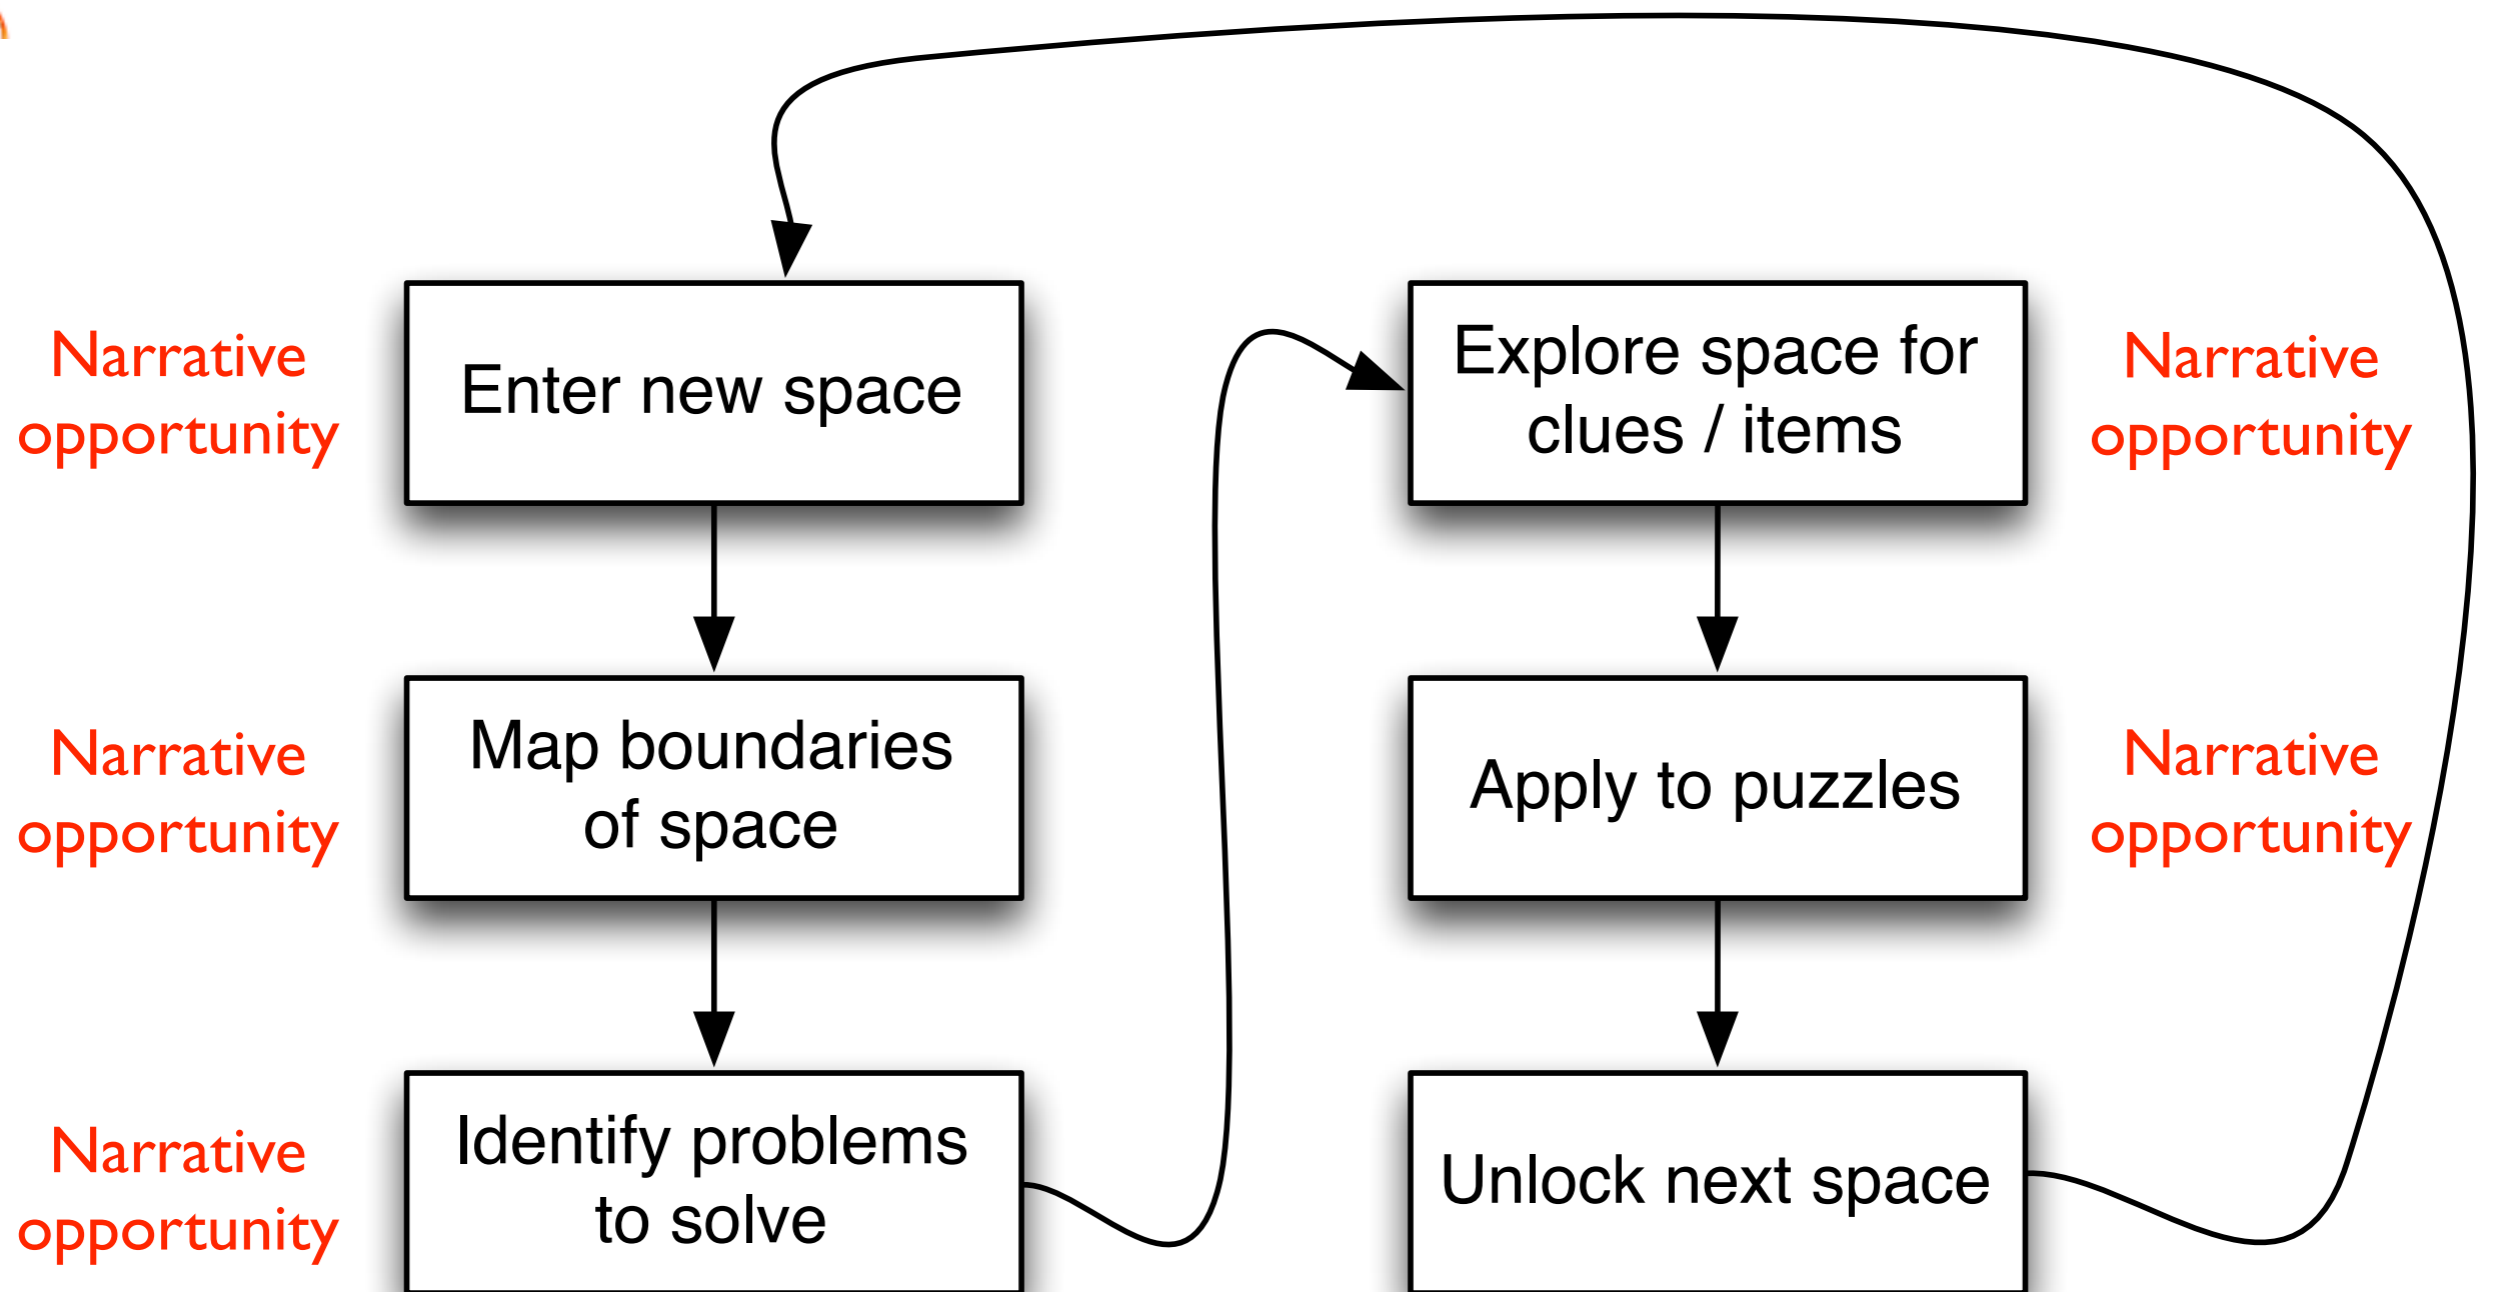 Narrative
opportunity
Enter new space
Explore space for
clues / items
Narrative
opportunity
Narrative
opportunity
Map boundaries
of space
Apply to puzzles
Narrative
opportunity
Narrative
opportunity
Identify problems
to solve
Unlock next space